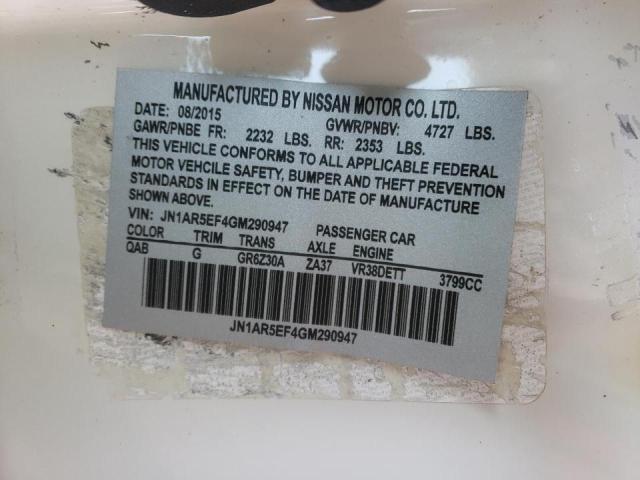 MANUFACTURED BY NISSAN MOTOR CO. LTD.
DATE: 08/2015 GVWR/PNBV: 4727 LBS.
GAWR/PNBE FR: 2232 LBS. RR: 2353 LBS.
THIS VEHICLE CONFORMS TO ALL APPLICABLE FEDERAL
MOTOR VEHCILE SAFETY, BUMPER AND THEFT PREVENTION
STANDARDS IN EFFECT ON THE DATE OF MANUFACTURE
SHOWN ABOVE.
VIN: JN1AR5EF4GM290947 PASSENGER CAR
COLOR TRIM TRANS AXLE ENGINE
QAB G GR6Z30A ZA37 VR38DETT 3799CC
JN1AR5EF4GM290947